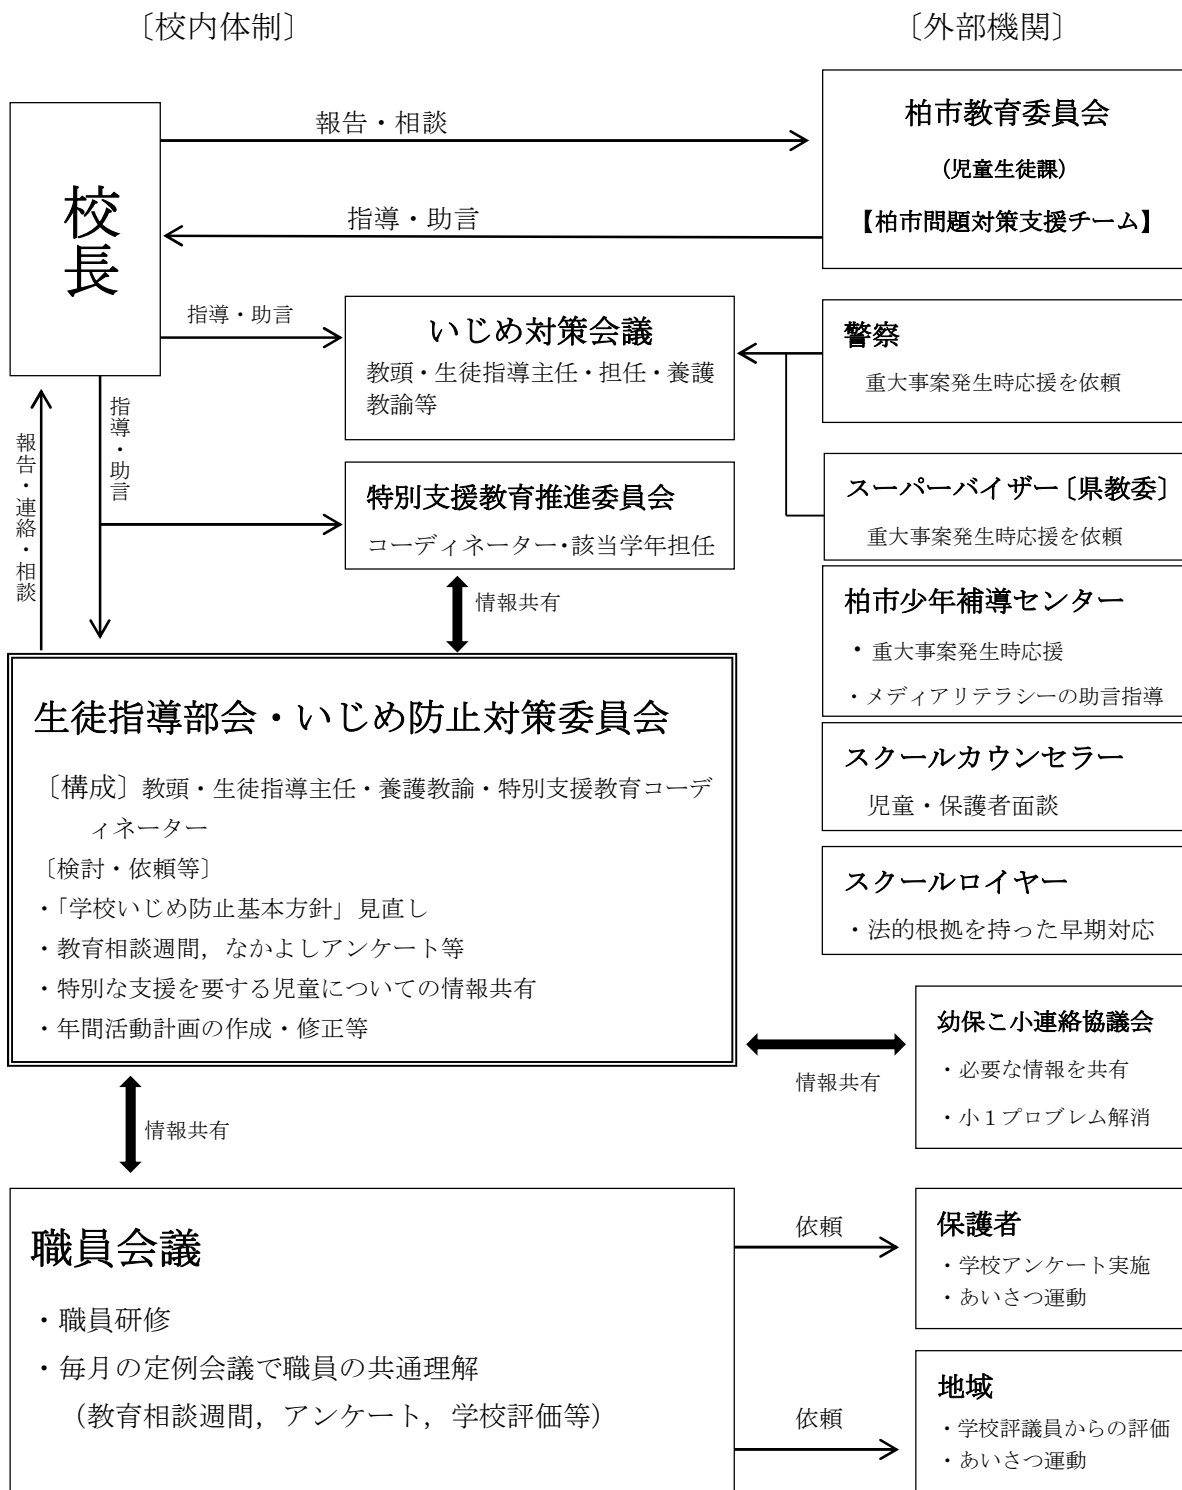 〔校内体制〕
〔外部機関〕
校長
報告・相談
指導・助言
柏市教育委員会
(児童生徒課)
【柏市問題対策支援チーム】
指導・助言
いじめ対策会議
教頭・生徒指導主任・担任・養護
教諭等
警察
重大事案発生時応援を依頼
指導・助言
報告・連絡・相談
特別支援教育推進委員会
コーディネーター・該当学年担任
スーパーバイザー〔県教委〕
重大事案発生時応援を依頼
情報共有
柏市少年補導センター
・重大事案発生時応援
・メディアリテラシーの助言指導
生徒指導部会・いじめ防止対策委員会
〔構成〕教頭・生徒指導主任・養護教諭・特別支援教育コーデ
ィネーター
〔検討・依頼等〕
・「学校いじめ防止基本方針」見直し
・教育相談週間，なかよしアンケート等
・特別な支援を要する児童についての情報共有
・年間活動計画の作成・修正等
スクールカウンセラー
児童・保護者面談
スクールロイヤー
・法的根拠を持った早期対応
情報共有
幼保こ小連絡協議会
・必要な情報を共有
・小１プロブレム解消
情報共有
職員会議
・職員研修
・毎月の定例会議で職員の共通理解
（教育相談週間，アンケート，学校評価等）
依頼
保護者
・学校アンケート実施
・あいさつ運動
依頼
地域
・学校評議員からの評価
・あいさつ運動